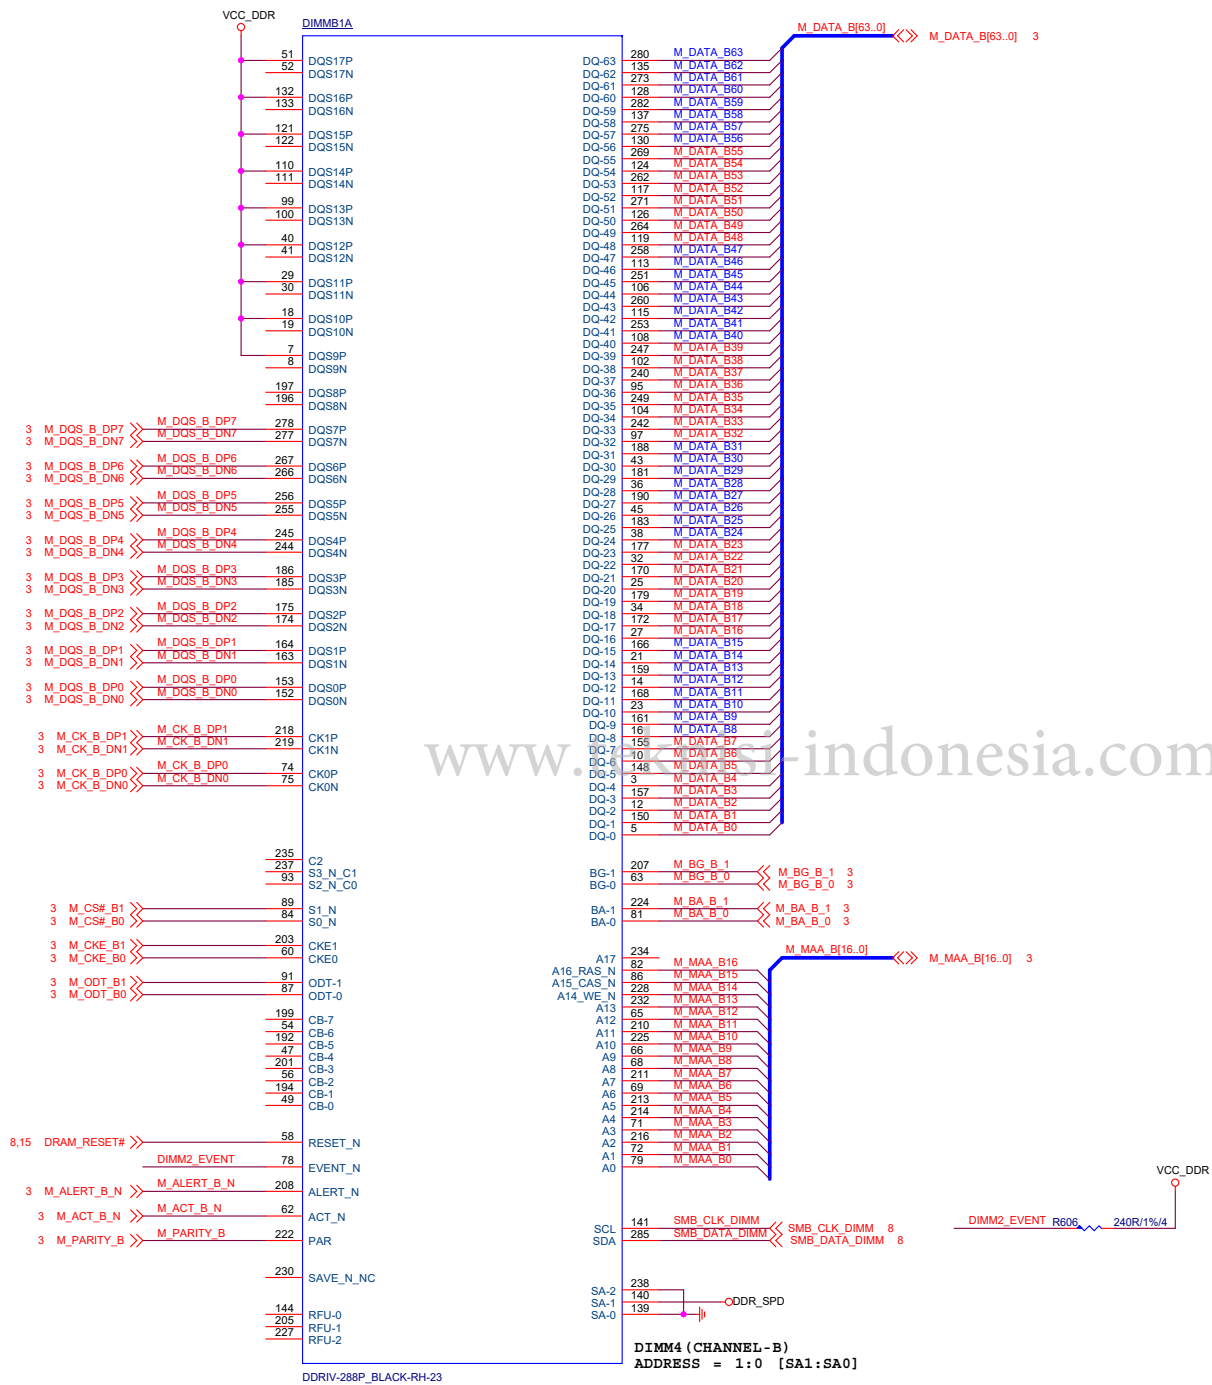 VCC_DDR
DIMMB1A
M_DATA_B[63..0]
M_DATA_B[63..0] 3
51 DQS17P
52 DQS17N
132 DQS16P
133 DQS16N
121 DQS15P
122 DQS15N
110 DQS14P
111 DQS14N
99 DQS13P
100 DQS13N
40 DQS12P
41 DQS12N
29 DQS11P
30 DQS11N
18 DQS10P
19 DQS10N
7 DQS9P
8 DQS9N
197 DQS8P
196 DQS8N
3 M_DQS_B_DP7 M_DQS_B_DP7 278 DQS7P
3 M_DQS_B_DN7 M_DQS_B_DN7 277 DQS7N
3 M_DQS_B_DP6 M_DQS_B_DP6 267 DQS6P
3 M_DQS_B_DN6 M_DQS_B_DN6 266 DQS6N
3 M_DQS_B_DP5 M_DQS_B_DP5 256 DQS5P
3 M_DQS_B_DN5 M_DQS_B_DN5 255 DQS5N
3 M_DQS_B_DP4 M_DQS_B_DP4 245 DQS4P
3 M_DQS_B_DN4 M_DQS_B_DN4 244 DQS4N
3 M_DQS_B_DP3 M_DQS_B_DP3 186 DQS3P
3 M_DQS_B_DN3 M_DQS_B_DN3 185 DQS3N
3 M_DQS_B_DP2 M_DQS_B_DP2 175 DQS2P
3 M_DQS_B_DN2 M_DQS_B_DN2 174 DQS2N
3 M_DQS_B_DP1 M_DQS_B_DP1 164 DQS1P
3 M_DQS_B_DN1 M_DQS_B_DN1 163 DQS1N
3 M_DQS_B_DP0 M_DQS_B_DP0 153 DQS0P
3 M_DQS_B_DN0 M_DQS_B_DN0 152 DQS0N
3 M_CK_B_DP1 M_CK_B_DP1 218 CK1P
3 M_CK_B_DN1 M_CK_B_DN1 219 CK1N
3 M_CK_B_DP0 M_CK_B_DP0 74 CK0P
3 M_CK_B_DN0 M_CK_B_DN0 75 CK0N
235 C2
237 S3_N_C1
93 S2_N_C0
3 M_CS#_B1 89 S1_N
3 M_CS#_B0 84 S0_N
3 M_CKE_B1 203 CKE1
3 M_CKE_B0 60 CKE0
3 M_ODT_B1 91 ODT-1
3 M_ODT_B0 87 ODT-0
199 CB-7
54 CB-6
192 CB-5
47 CB-4
201 CB-3
56 CB-2
194 CB-1
49 CB-0
8,15 DRAM_RESET# 58 RESET_N
DIMM2_EVENT 78 EVENT_N
3 M_ALERT_B_N M_ALERT_B_N 208 ALERT_N
3 M_ACT_B_N M_ACT_B_N 62 ACT_N
3 M_PARITY_B M_PARITY_B 222 PAR
230 SAVE_N_NC
144 RFU-0
205 RFU-1
227 RFU-2
DQ-63 280 M_DATA_B63
DQ-62 135 M_DATA_B62
DQ-61 273 M_DATA_B61
DQ-60 128 M_DATA_B60
DQ-59 282 M_DATA_B59
DQ-58 137 M_DATA_B58
DQ-57 275 M_DATA_B57
DQ-56 130 M_DATA_B56
DQ-55 269 M_DATA_B55
DQ-54 124 M_DATA_B54
DQ-53 262 M_DATA_B53
DQ-52 117 M_DATA_B52
DQ-51 271 M_DATA_B51
DQ-50 126 M_DATA_B50
DQ-49 264 M_DATA_B49
DQ-48 119 M_DATA_B48
DQ-47 258 M_DATA_B47
DQ-46 113 M_DATA_B46
DQ-45 251 M_DATA_B45
DQ-44 106 M_DATA_B44
DQ-43 260 M_DATA_B43
DQ-42 115 M_DATA_B42
DQ-41 253 M_DATA_B41
DQ-40 108 M_DATA_B40
DQ-39 247 M_DATA_B39
DQ-38 102 M_DATA_B38
DQ-37 240 M_DATA_B37
DQ-36 95 M_DATA_B36
DQ-35 249 M_DATA_B35
DQ-34 104 M_DATA_B34
DQ-33 242 M_DATA_B33
DQ-32 97 M_DATA_B32
DQ-31 188 M_DATA_B31
DQ-30 43 M_DATA_B30
DQ-29 181 M_DATA_B29
DQ-28 36 M_DATA_B28
DQ-27 190 M_DATA_B27
DQ-26 45 M_DATA_B26
DQ-25 183 M_DATA_B25
DQ-24 38 M_DATA_B24
DQ-23 177 M_DATA_B23
DQ-22 32 M_DATA_B22
DQ-21 170 M_DATA_B21
DQ-20 25 M_DATA_B20
DQ-19 179 M_DATA_B19
DQ-18 34 M_DATA_B18
DQ-17 172 M_DATA_B17
DQ-16 27 M_DATA_B16
DQ-15 166 M_DATA_B15
DQ-14 21 M_DATA_B14
DQ-13 159 M_DATA_B13
DQ-12 14 M_DATA_B12
DQ-11 168 M_DATA_B11
DQ-10 23 M_DATA_B10
DQ-9 161 M_DATA_B9
DQ-8 16 M_DATA_B8
DQ-7 155 M_DATA_B7
DQ-6 10 M_DATA_B6
DQ-5 148 M_DATA_B5
DQ-4 3 M_DATA_B4
DQ-3 157 M_DATA_B3
DQ-2 12 M_DATA_B2
DQ-1 150 M_DATA_B1
DQ-0 5 M_DATA_B0
www.teknisi-indonesia.com
BG-1 207 M_BG_B_1 M_BG_B_1 3
BG-0 63 M_BG_B_0 M_BG_B_0 3
BA-1 224 M_BA_B_1 M_BA_B_1 3
BA-0 81 M_BA_B_0 M_BA_B_0 3
M_MAA_B[16..0]
M_MAA_B[16..0] 3
A17 234
A16_RAS_N 82 M_MAA_B16
A15_CAS_N 86 M_MAA_B15
A14_WE_N 228 M_MAA_B14
A13 232 M_MAA_B13
A12 65 M_MAA_B12
A11 210 M_MAA_B11
A10 225 M_MAA_B10
A9 66 M_MAA_B9
A8 68 M_MAA_B8
A7 211 M_MAA_B7
A6 69 M_MAA_B6
A5 213 M_MAA_B5
A4 214 M_MAA_B4
A3 71 M_MAA_B3
A2 216 M_MAA_B2
A1 72 M_MAA_B1
A0 79 M_MAA_B0
SCL 141 SMB_CLK_DIMM SMB_CLK_DIMM 8
SDA 285 SMB_DATA_DIMM SMB_DATA_DIMM 8
VCC_DDR
DIMM2_EVENT R606 240R/1%/4
SA-2 238
SA-1 140 DDR_SPD
SA-0 139
DIMM4(CHANNEL-B)
ADDRESS = 1:0 [SA1:SA0]
DDRIV-288P_BLACK-RH-23